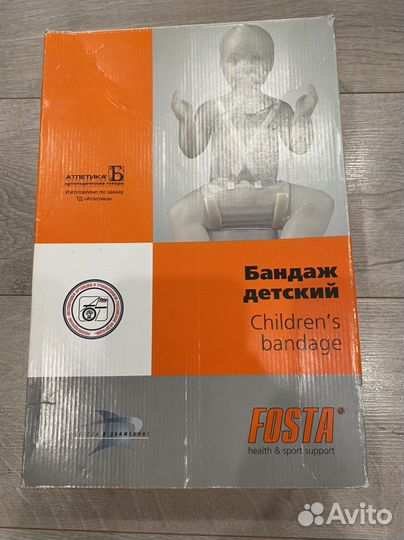 АТЛЕТИКА®
ортопедические товары
Изготовлено по заказу
ТД «Атлетика»
Бандаж
детский
Children's
bandage
FOSTA®
health & sport support
Avito